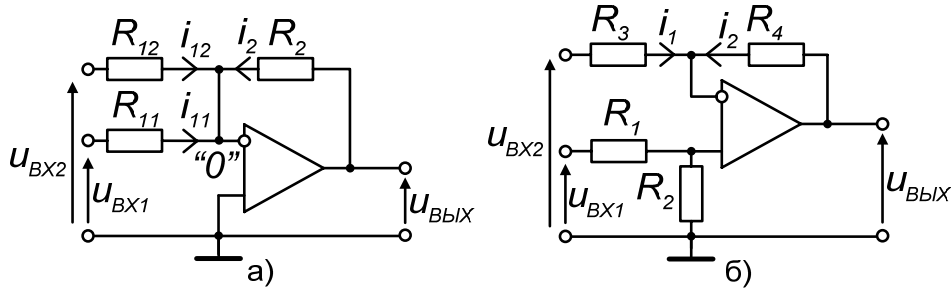 R12 i12 i2 R2
R11 i11
"0"
uВХ2
uВХ1
uВЫХ
а)
R3 i1 i2 R4
R1
R2
uВХ2
uВХ1
uВЫХ
б)